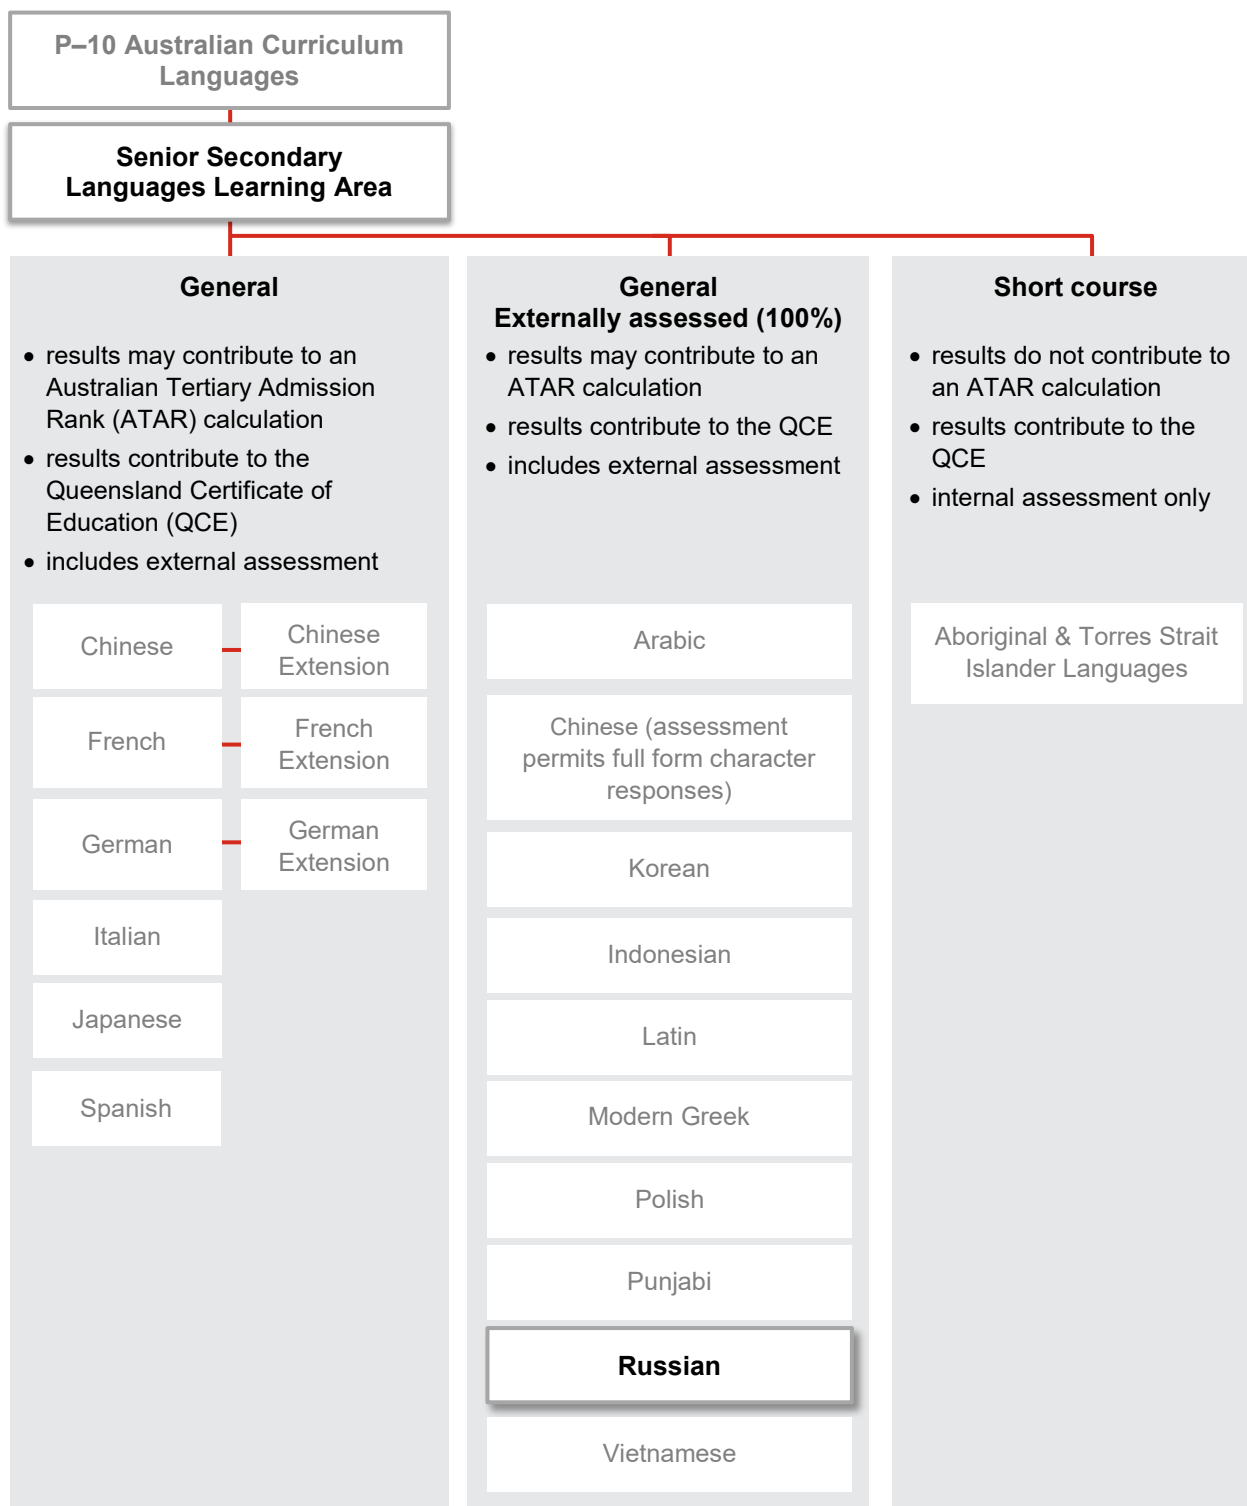 P–10 Australian Curriculum
Languages
Senior Secondary
Languages Learning Area
General
• results may contribute to an
Australian Tertiary Admission
Rank (ATAR) calculation
• results contribute to the
Queensland Certificate of
Education (QCE)
• includes external assessment
Chinese
Chinese
Extension
French
French
Extension
German
German
Extension
Italian
Japanese
Spanish
General
Externally assessed (100%)
• results may contribute to an
ATAR calculation
• results contribute to the QCE
• includes external assessment
Arabic
Chinese (assessment
permits full form character
responses)
Korean
Indonesian
Latin
Modern Greek
Polish
Punjabi
Russian
Vietnamese
Short course
• results do not contribute to
an ATAR calculation
• results contribute to the
QCE
• internal assessment only
Aboriginal & Torres Strait
Islander Languages